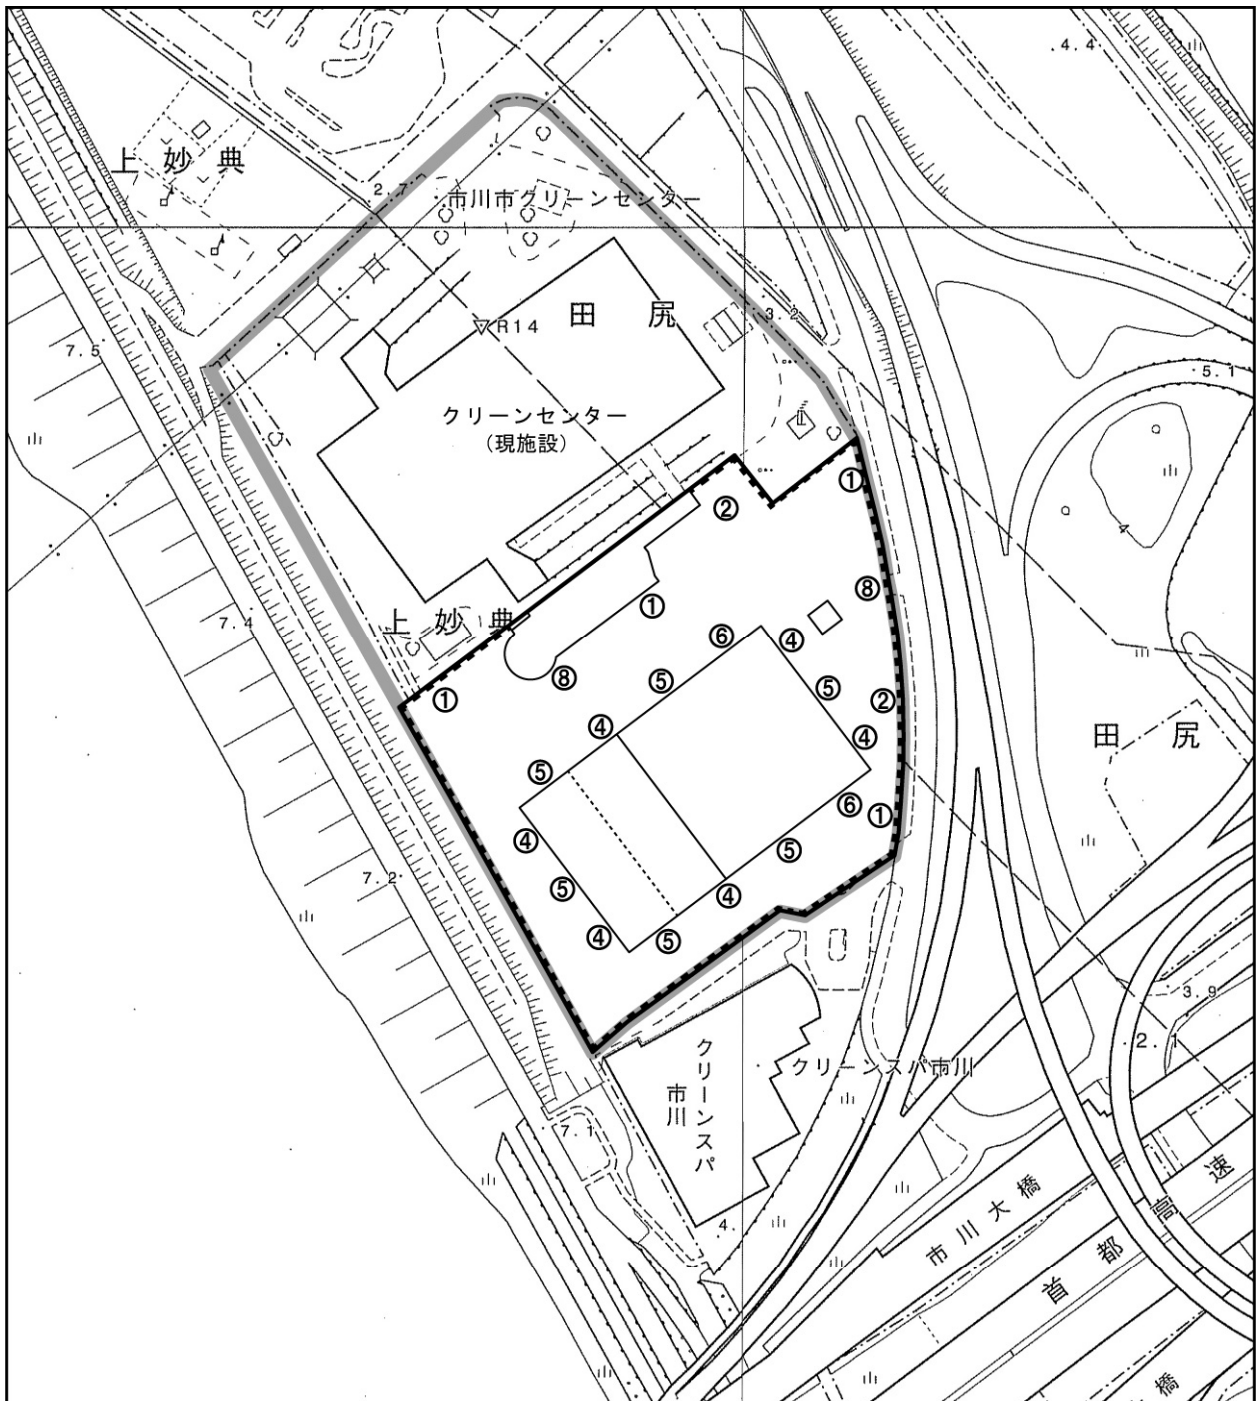 .4.4
上 妙 典
2.7
市川市クリーンセンター
田 尻
R14
3.2
7.5
5.1
クリーンセンター
(現施設)
①
②
⑧
①
上 妙 典
7.4
⑥
④
①
⑧
⑤
⑤
②
④
④
田 尻
⑤
⑥
①
④
⑤
7.2
⑤
④
④
⑤
3.9
2.1
クリーンスパ市川
クリーンスパ
市川
7.1
4.
市川大橋
首都高速
橋